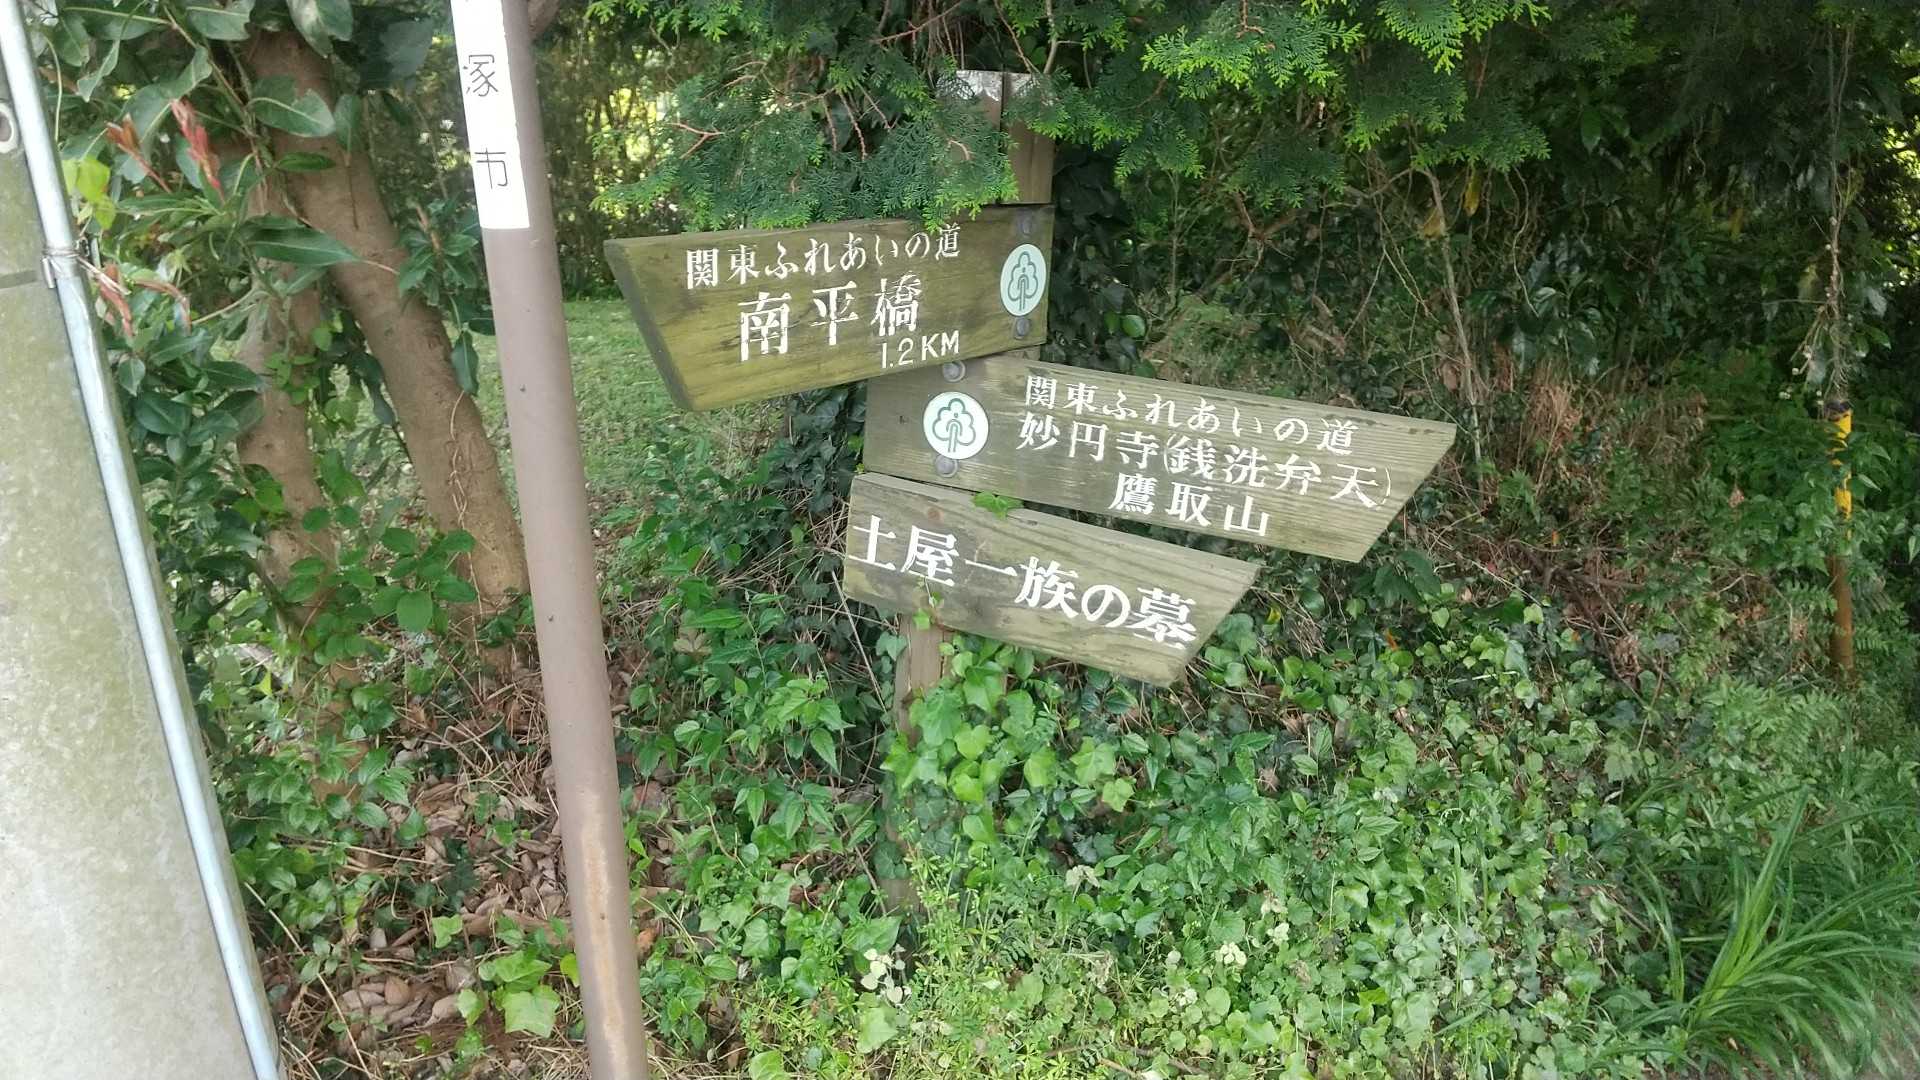 塚市
関東ふれあいの道
南平橋
1.2KM
関東ふれあいの道
妙円寺(銭洗弁天)
鷹取山
土屋一族の墓